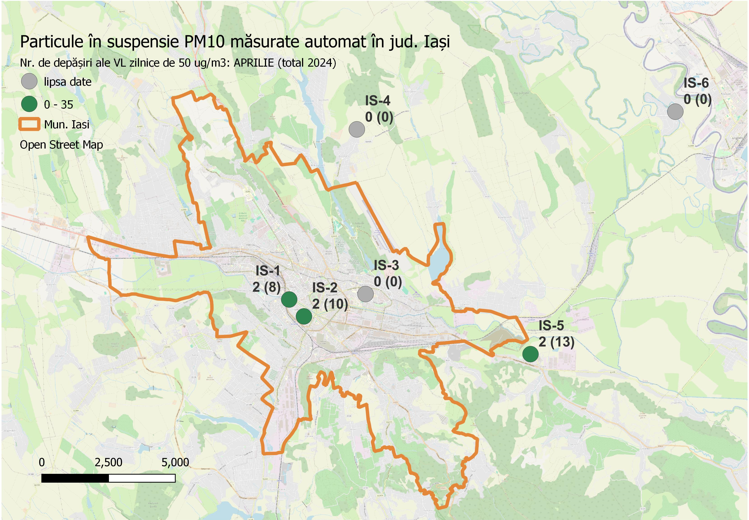 Particule în suspensie PM10 măsurate automat în jud. Iași
Nr. de depășiri ale VL zilnice de 50 ug/m3: APRILIE (total 2024)
lipsa date
0 - 35
Mun. Iasi
Open Street Map
IS-4
0 (0)
IS-6
0 (0)
IS-1
2 (8)
IS-2
2 (10)
IS-3
0 (0)
IS-5
2 (13)
0 2,500 5,000